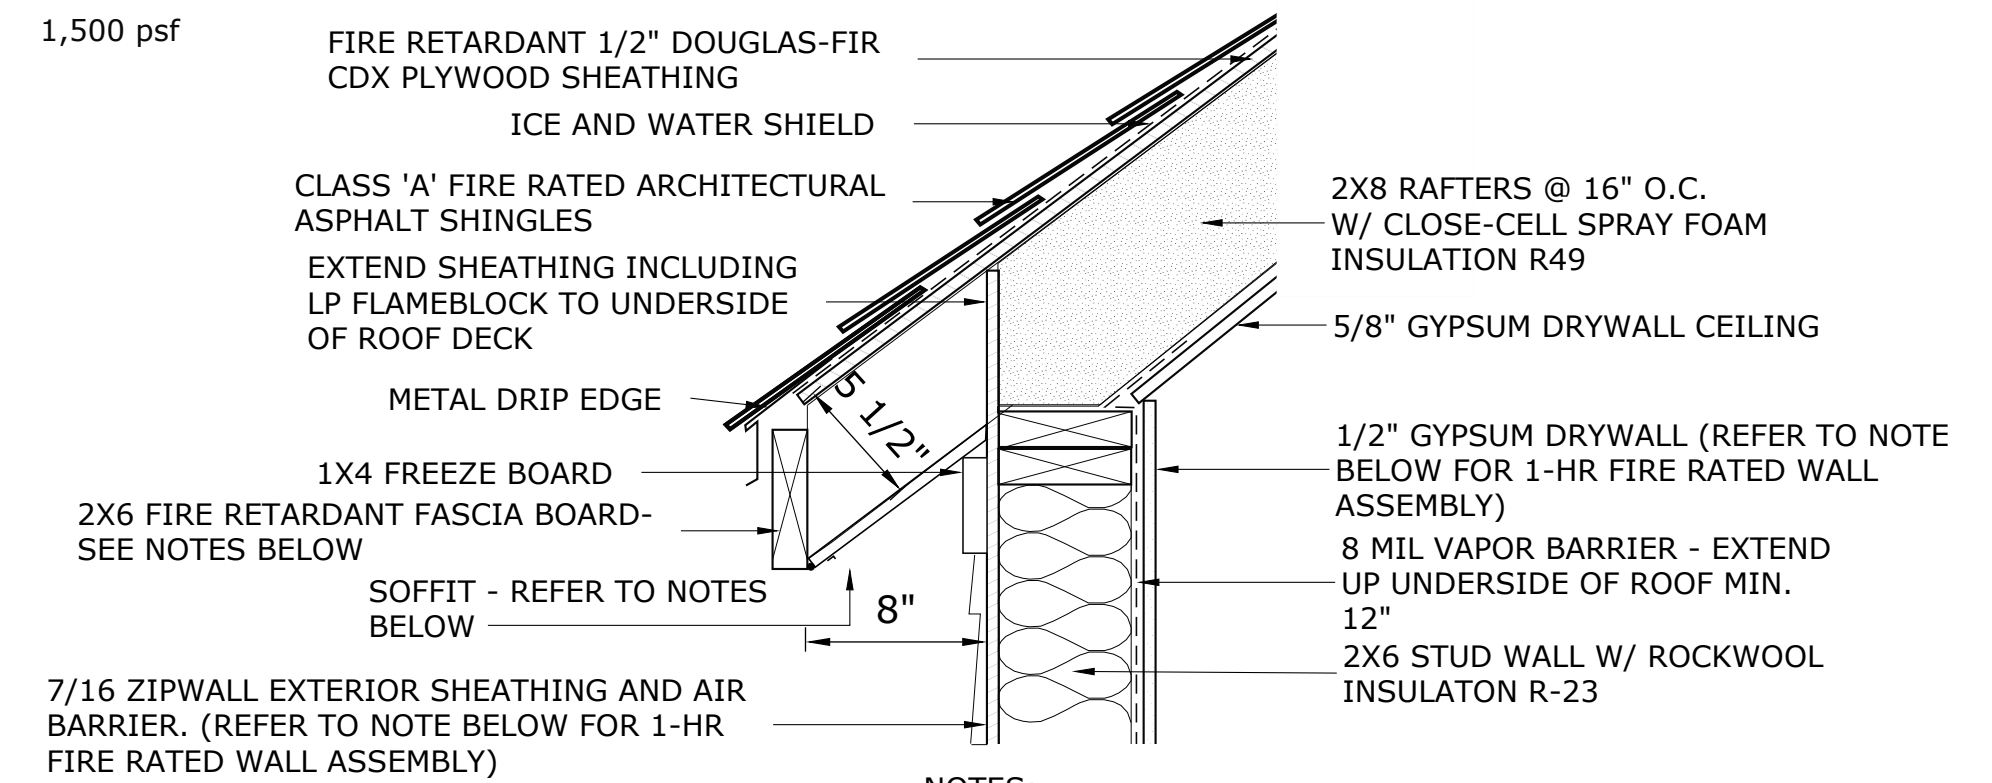 1,500 psf
FIRE RETARDANT 1/2" DOUGLAS-FIR
CDX PLYWOOD SHEATHING
ICE AND WATER SHIELD
CLASS 'A' FIRE RATED ARCHITECTURAL
ASPHALT SHINGLES
EXTEND SHEATHING INCLUDING
LP FLAMEBLOCK TO UNDERSIDE
OF ROOF DECK
METAL DRIP EDGE
1X4 FREEZE BOARD
2X6 FIRE RETARDANT FASCIA BOARD-
SEE NOTES BELOW
SOFFIT - REFER TO NOTES
BELOW
7/16 ZIPWALL EXTERIOR SHEATHING AND AIR
BARRIER. (REFER TO NOTE BELOW FOR 1-HR
FIRE RATED WALL ASSEMBLY)
5 1/2"
8"
2X8 RAFTERS @ 16" O.C.
W/ CLOSE-CELL SPRAY FOAM
INSULATION R49
5/8" GYPSUM DRYWALL CEILING
1/2" GYPSUM DRYWALL (REFER TO NOTE
BELOW FOR 1-HR FIRE RATED WALL
ASSEMBLY)
8 MIL VAPOR BARRIER - EXTEND
UP UNDERSIDE OF ROOF MIN.
12"
2X6 STUD WALL W/ ROCKWOOL
INSULATON R-23
NOTES